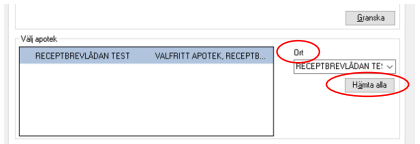 Granska
Välj apotek
RECEPTBREVLÅDAN TEST VALFRITT APOTEK, RECEPTB...
Ort
RECEPTBREVLÅDAN TE:
Hämta alla